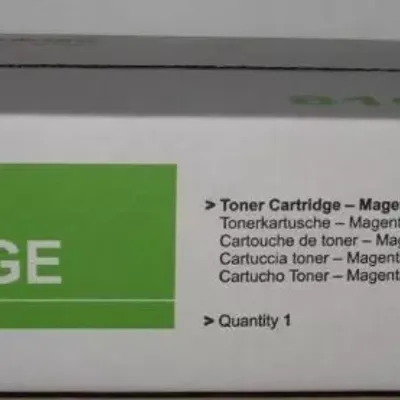 GE
> Toner Cartridge – Mage
Tonerkartusche – Magent
Cartouche de toner – Mag
Cartuccia toner – Magent
Cartucho Toner – Magent
> Quantity 1